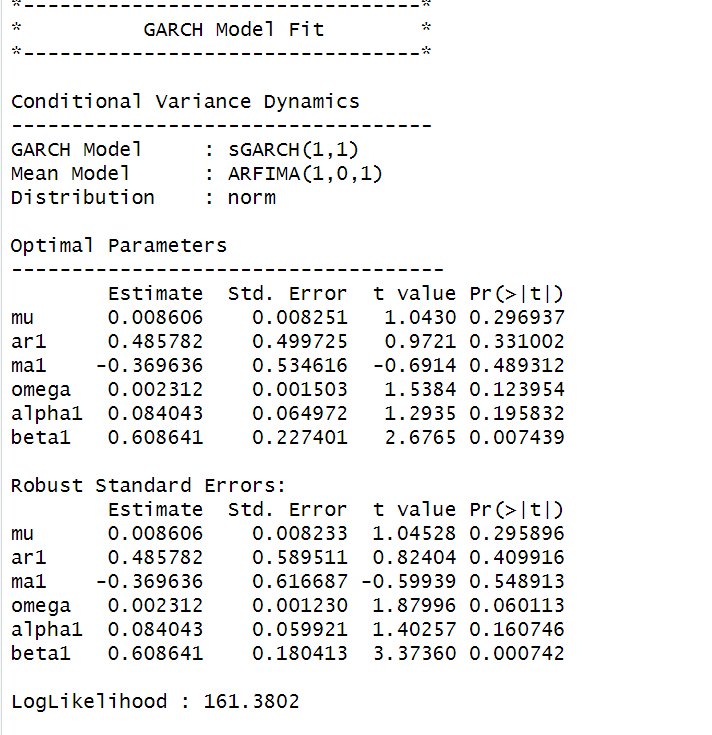 *---------------------------------*
*          GARCH Model Fit        *
*---------------------------------*
Conditional Variance Dynamics
-----------------------------------
GARCH Model     : sGARCH(1,1)
Mean Model      : ARFIMA(1,0,1)
Distribution    : norm
Optimal Parameters
------------------------------------
        Estimate  Std. Error  t value Pr(>|t|)
mu      0.008606    0.008251   1.0430 0.296937
ar1     0.485782    0.499725   0.9721 0.331002
ma1    -0.369636    0.534616  -0.6914 0.489312
omega   0.002312    0.001503   1.5384 0.123954
alpha1  0.084043    0.064972   1.2935 0.195832
beta1   0.608641    0.227401   2.6765 0.007439
Robust Standard Errors:
        Estimate  Std. Error  t value Pr(>|t|)
mu      0.008606    0.008233  1.04528 0.295896
ar1     0.485782    0.589511  0.82404 0.409916
ma1    -0.369636    0.616687 -0.59939 0.548913
omega   0.002312    0.001230  1.87996 0.060113
alpha1  0.084043    0.059921  1.40257 0.160746
beta1   0.608641    0.180413  3.37360 0.000742
LogLikelihood : 161.3802